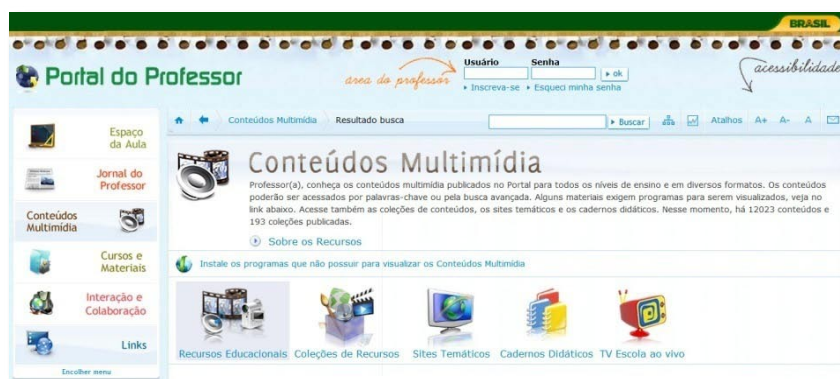 BRASIL
Portal do Professor
área do professor
Usuário
Senha
ok
Inscreva-se
Esqueci minha senha
acessibilidade
Espaço
da Aula
Jornal do
Professor
Conteúdos
Multimídia
Cursos e
Materiais
Interação e
Colaboração
Links
Encolher menu
Conteúdos Multimídia
Resultado busca
Buscar
Atalhos
A+
A-
A
Conteúdos Multimídia
Professor(a), conheça os conteúdos multimídia publicados no Portal para todos os níveis de ensino e em diversos formatos. Os conteúdos
poderão ser acessados por palavras-chave ou pela busca avançada. Alguns materiais exigem programas para serem visualizados, veja no
link abaixo. Acesse também as coleções de conteúdos, os sites temáticos e os cadernos didáticos. Nesse momento, há 12023 conteúdos e
193 coleções publicadas.
Sobre os Recursos
Instale os programas que não possuir para visualizar os Conteúdos Multimídia
Recursos Educacionais
Coleções de Recursos
Sites Temáticos
Cadernos Didáticos
TV Escola ao vivo